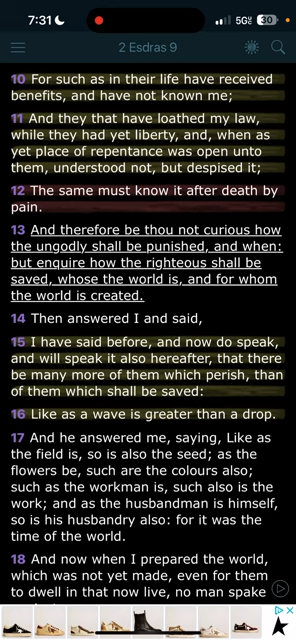 7:31
5G
30
2 Esdras 9
10 For such as in their life have received
benefits, and have not known me;
11 And they that have loathed my law,
while they had yet liberty, and, when as
yet place of repentance was open unto
them, understood not, but despised it;
12 The same must know it after death by
pain.
13 And therefore be thou not curious how
the ungodly shall be punished, and when:
but enquire how the righteous shall be
saved, whose the world is, and for whom
the world is created.
14 Then answered I and said,
15 I have said before, and now do speak,
and will speak it also hereafter, that there
be many more of them which perish, than
of them which shall be saved:
16 Like as a wave is greater than a drop.
17 And he answered me, saying, Like as
the field is, so is also the seed; as the
flowers be, such are the colours also;
such as the workman is, such also is the
work; and as the husbandman is himself,
so is his husbandry also: for it was the
time of the world.
18 And now when I prepared the world,
which was not yet made, even for them
to dwell in that now live, no man spake